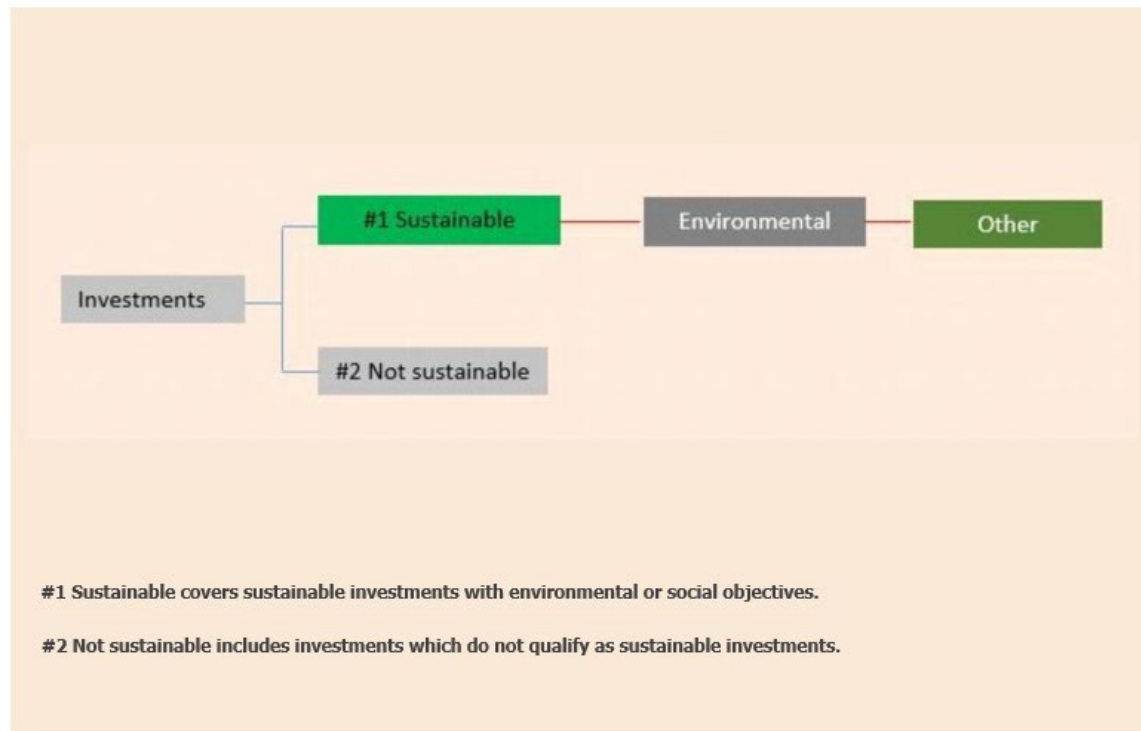 #1 Sustainable
Environmental
Other
Investments
#2 Not sustainable
#1 Sustainable covers sustainable investments with environmental or social objectives.
#2 Not sustainable includes investments which do not qualify as sustainable investments.